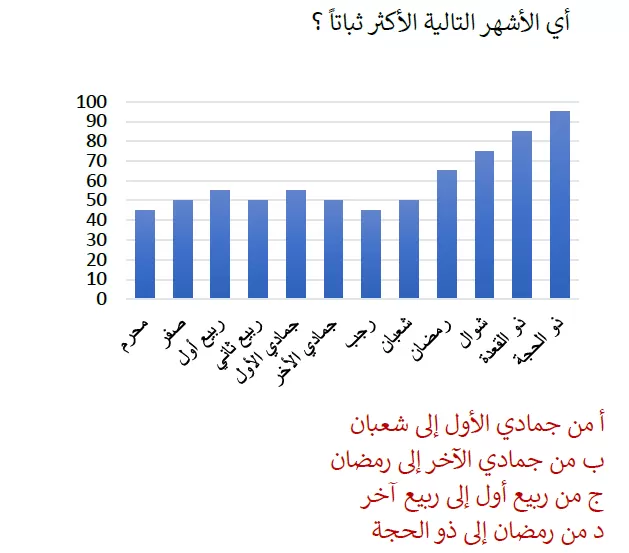 أي الأشهر التالية الأكثر ثباتاً ؟
100
90
80
70
60
50
40
30
20
10
0
محرم
صفر
ربيع أول
ربيع ثاني
جمادي الأول
جمادي الأخر
رجب
شعبان
رمضان
شوال
ذو القعدة
ذو الحجة
أ من جمادي الأول إلى شعبان
ب من جمادي الآخر إلى رمضان
ج من ربيع أول إلى ربيع آخر
د من رمضان إلى ذو الحجة